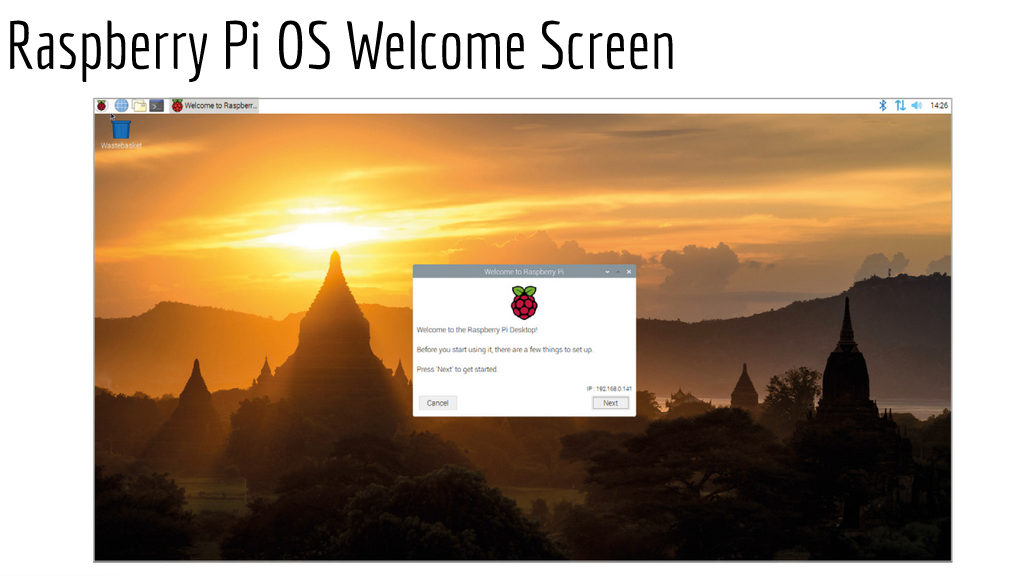 Raspberry Pi OS Welcome Screen
Welcome to Raspberr...
14:26
Wastebasket
Welcome to Raspberry Pi
Welcome to the Raspberry Pi Desktop!
Before you start using it, there are a few things to set up.
Press 'Next' to get started.
IP : 192.168.0.141
Cancel
Next